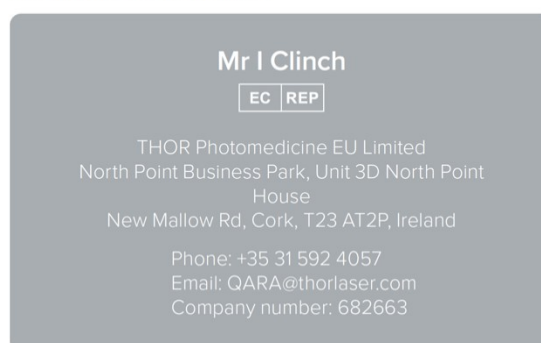 Mr I Clinch
EC REP
THOR Photomedicine EU Limited
North Point Business Park, Unit 3D North Point
House
New Mallow Rd, Cork, T23 AT2P, Ireland
Phone: +35 31 592 4057
Email: QARA@thorlaser.com
Company number: 682663